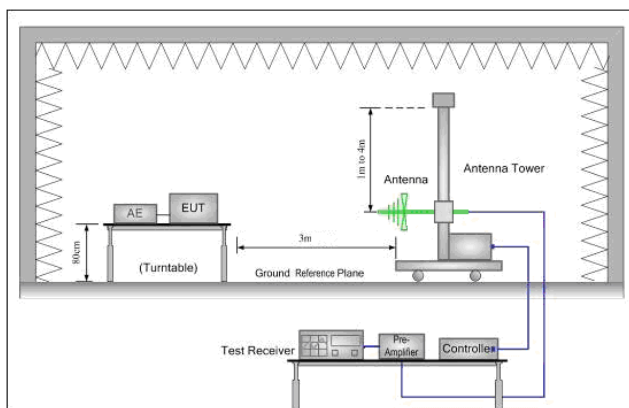 1m to 4m
Antenna
Antenna Tower
AE
EUT
80cm
(Turntable)
3m
Ground Reference Plane
Test Receiver
Pre-
Amplifier
Controller